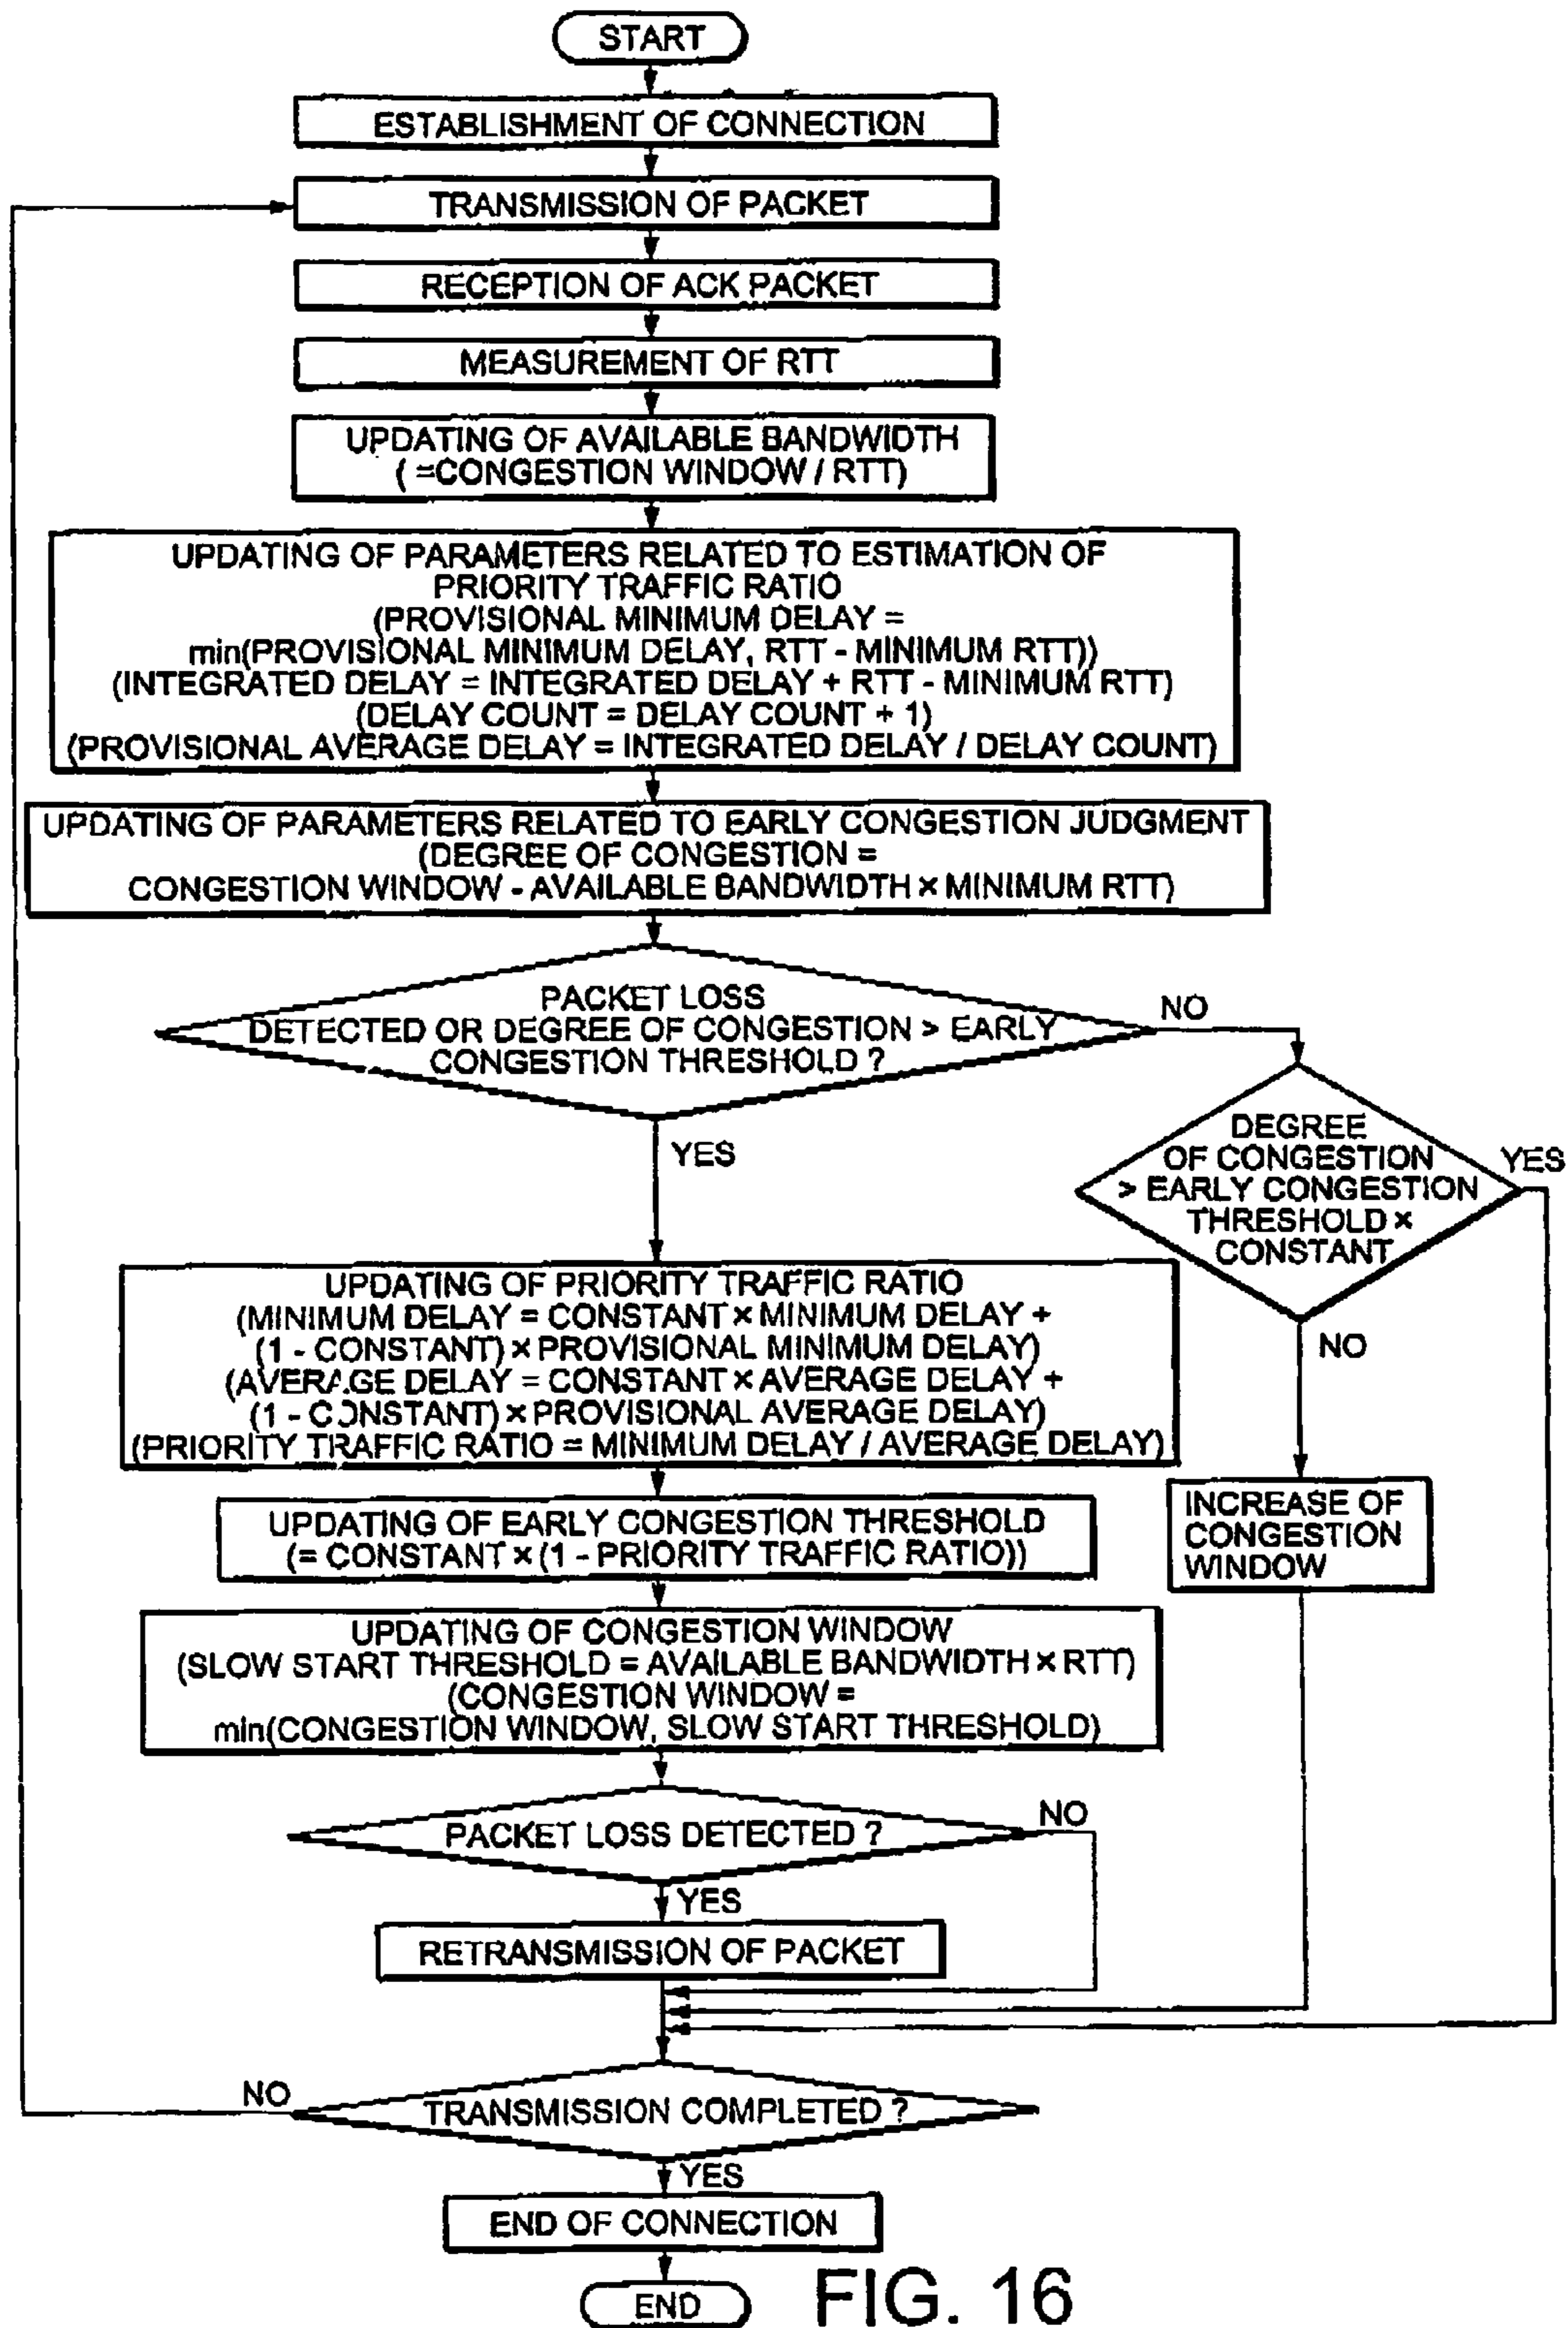 START
ESTABLISHMENT OF CONNECTION
TRANSMISSION OF PACKET
RECEPTION OF ACK PACKET
MEASUREMENT OF RTT
UPDATING OF AVAILABLE BANDWIDTH
( =CONGESTION WINDOW / RTT)
UPDATING OF PARAMETERS RELATED TO ESTIMATION OF
PRIORITY TRAFFIC RATIO
(PROVISIONAL MINIMUM DELAY =
min(PROVISIONAL MINIMUM DELAY, RTT - MINIMUM RTT))
(INTEGRATED DELAY = INTEGRATED DELAY + RTT - MINIMUM RTT)
(DELAY COUNT = DELAY COUNT + 1)
(PROVISIONAL AVERAGE DELAY = INTEGRATED DELAY / DELAY COUNT)
UPDATING OF PARAMETERS RELATED TO EARLY CONGESTION JUDGMENT
(DEGREE OF CONGESTION =
CONGESTION WINDOW - AVAILABLE BANDWIDTH × MINIMUM RTT)
PACKET LOSS
DETECTED OR DEGREE OF CONGESTION > EARLY
CONGESTION THRESHOLD ?
NO
YES
DEGREE
OF CONGESTION
> EARLY CONGESTION
THRESHOLD ×
CONSTANT
YES
NO
UPDATING OF PRIORITY TRAFFIC RATIO
(MINIMUM DELAY = CONSTANT × MINIMUM DELAY +
(1 - CONSTANT) × PROVISIONAL MINIMUM DELAY)
(AVERAGE DELAY = CONSTANT × AVERAGE DELAY +
(1 - CONSTANT) × PROVISIONAL AVERAGE DELAY)
(PRIORITY TRAFFIC RATIO = MINIMUM DELAY / AVERAGE DELAY)
INCREASE OF
CONGESTION
WINDOW
UPDATING OF EARLY CONGESTION THRESHOLD
(= CONSTANT × (1 - PRIORITY TRAFFIC RATIO))
UPDATING OF CONGESTION WINDOW
(SLOW START THRESHOLD = AVAILABLE BANDWIDTH × RTT)
(CONGESTION WINDOW =
min(CONGESTION WINDOW, SLOW START THRESHOLD)
PACKET LOSS DETECTED ?
NO
YES
RETRANSMISSION OF PACKET
TRANSMISSION COMPLETED ?
NO
YES
END OF CONNECTION
END
FIG. 16